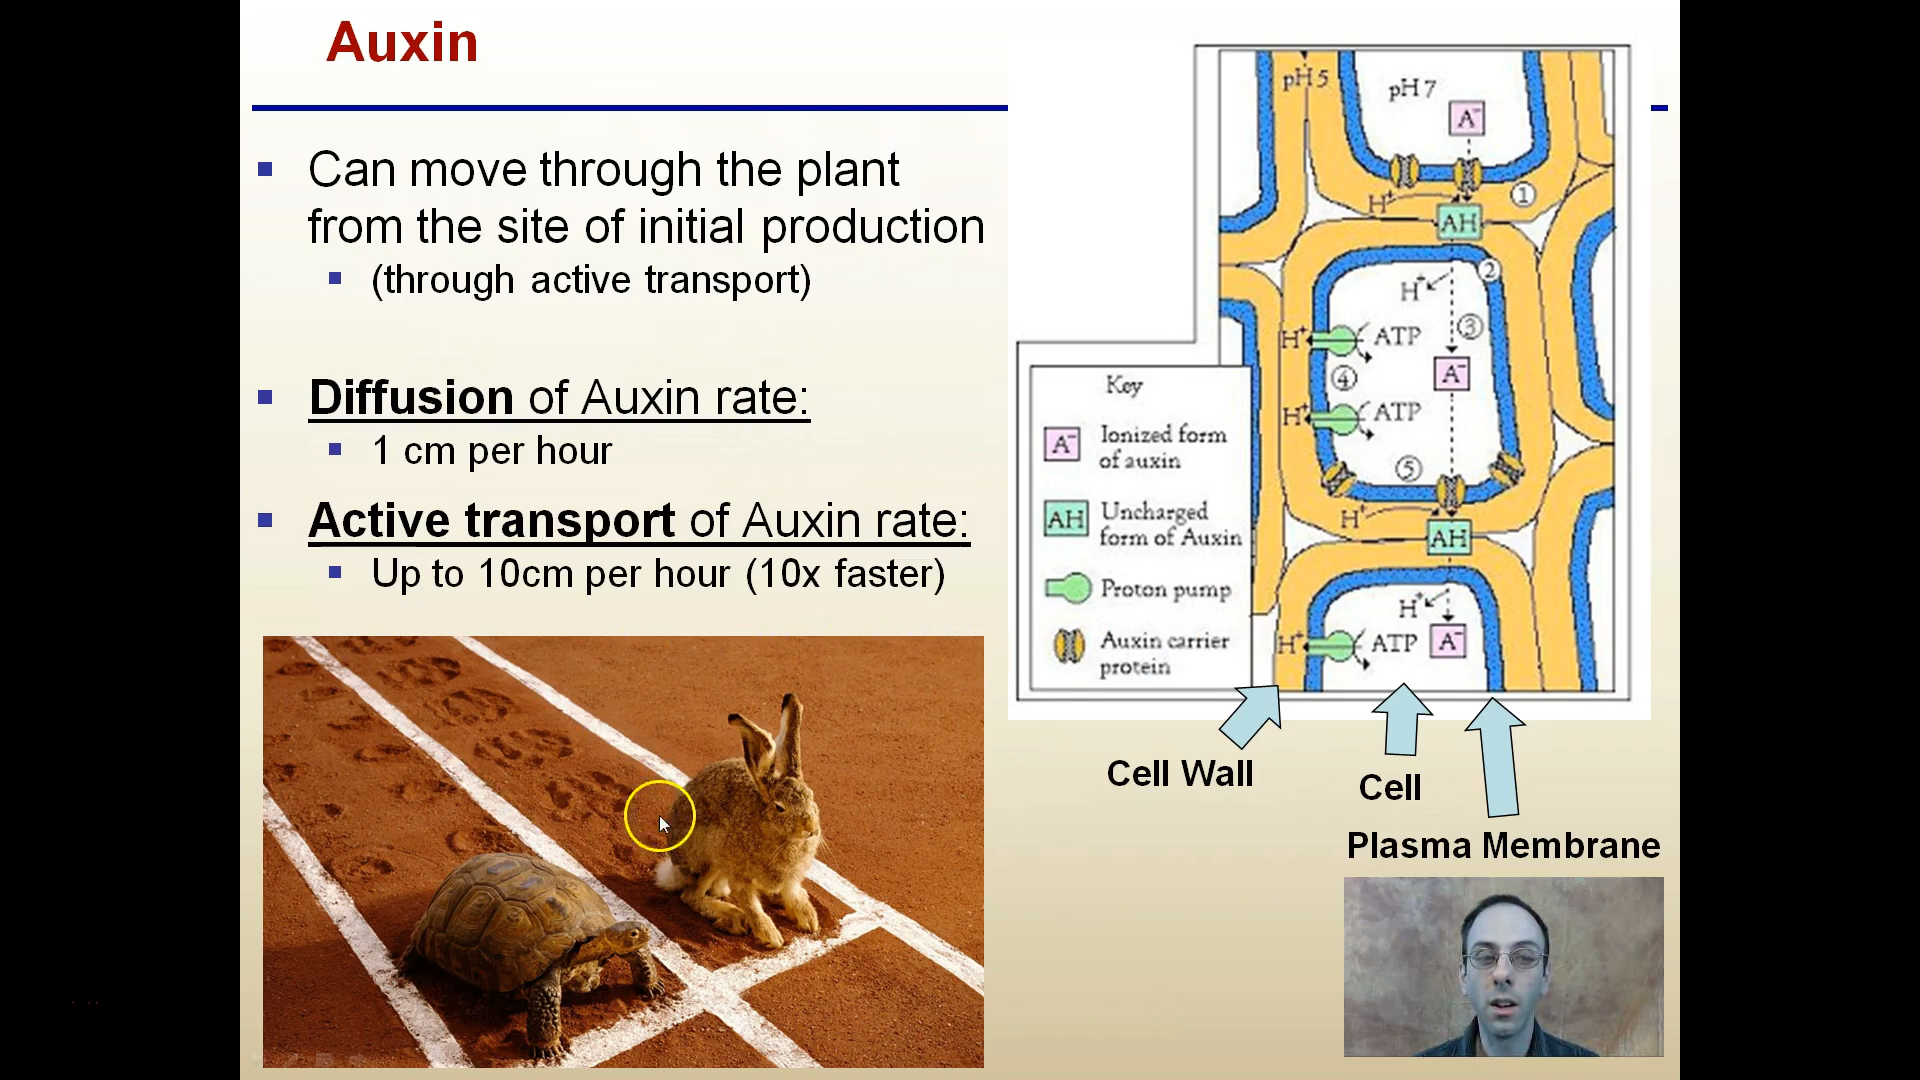 Auxin
Can move through the plant
from the site of initial production
(through active transport)
Diffusion of Auxin rate:
1 cm per hour
Active transport of Auxin rate:
Up to 10cm per hour (10x faster)
pH 5
pH 7
A⁻
H⁺
①
AH
②
H⁺
③
H⁺
ATP
A⁻
④
H⁺
ATP
⑤
H⁺
AH
H⁺
H⁺
ATP
A⁻
Key
A⁻
Ionized form
of auxin
AH
Uncharged
form of Auxin
Proton pump
Auxin carrier
protein
Cell Wall
Cell
Plasma Membrane